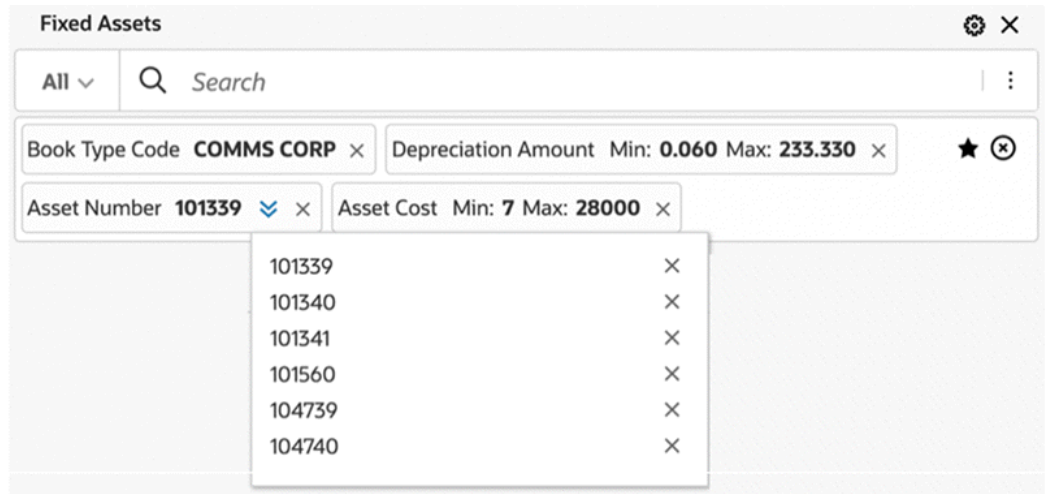 Fixed Assets
All Search
Book Type Code COMMS CORP Depreciation Amount Min: 0.060 Max: 233.330
Asset Number 101339 Asset Cost Min: 7 Max: 28000
101339
101340
101341
101560
104739
104740